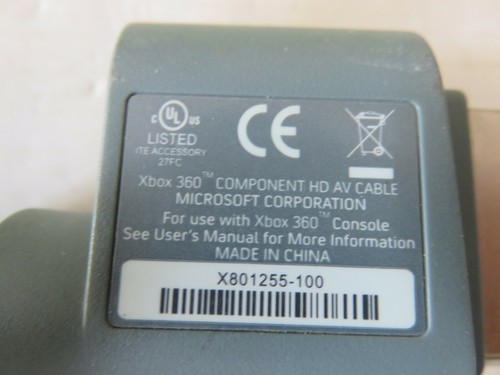 c UL US
LISTED
ITE ACCESSORY
27FC
CE
Xbox 360™ COMPONENT HD AV CABLE
MICROSOFT CORPORATION
For use with Xbox 360™ Console
See User's Manual for More Information
MADE IN CHINA
X801255-100